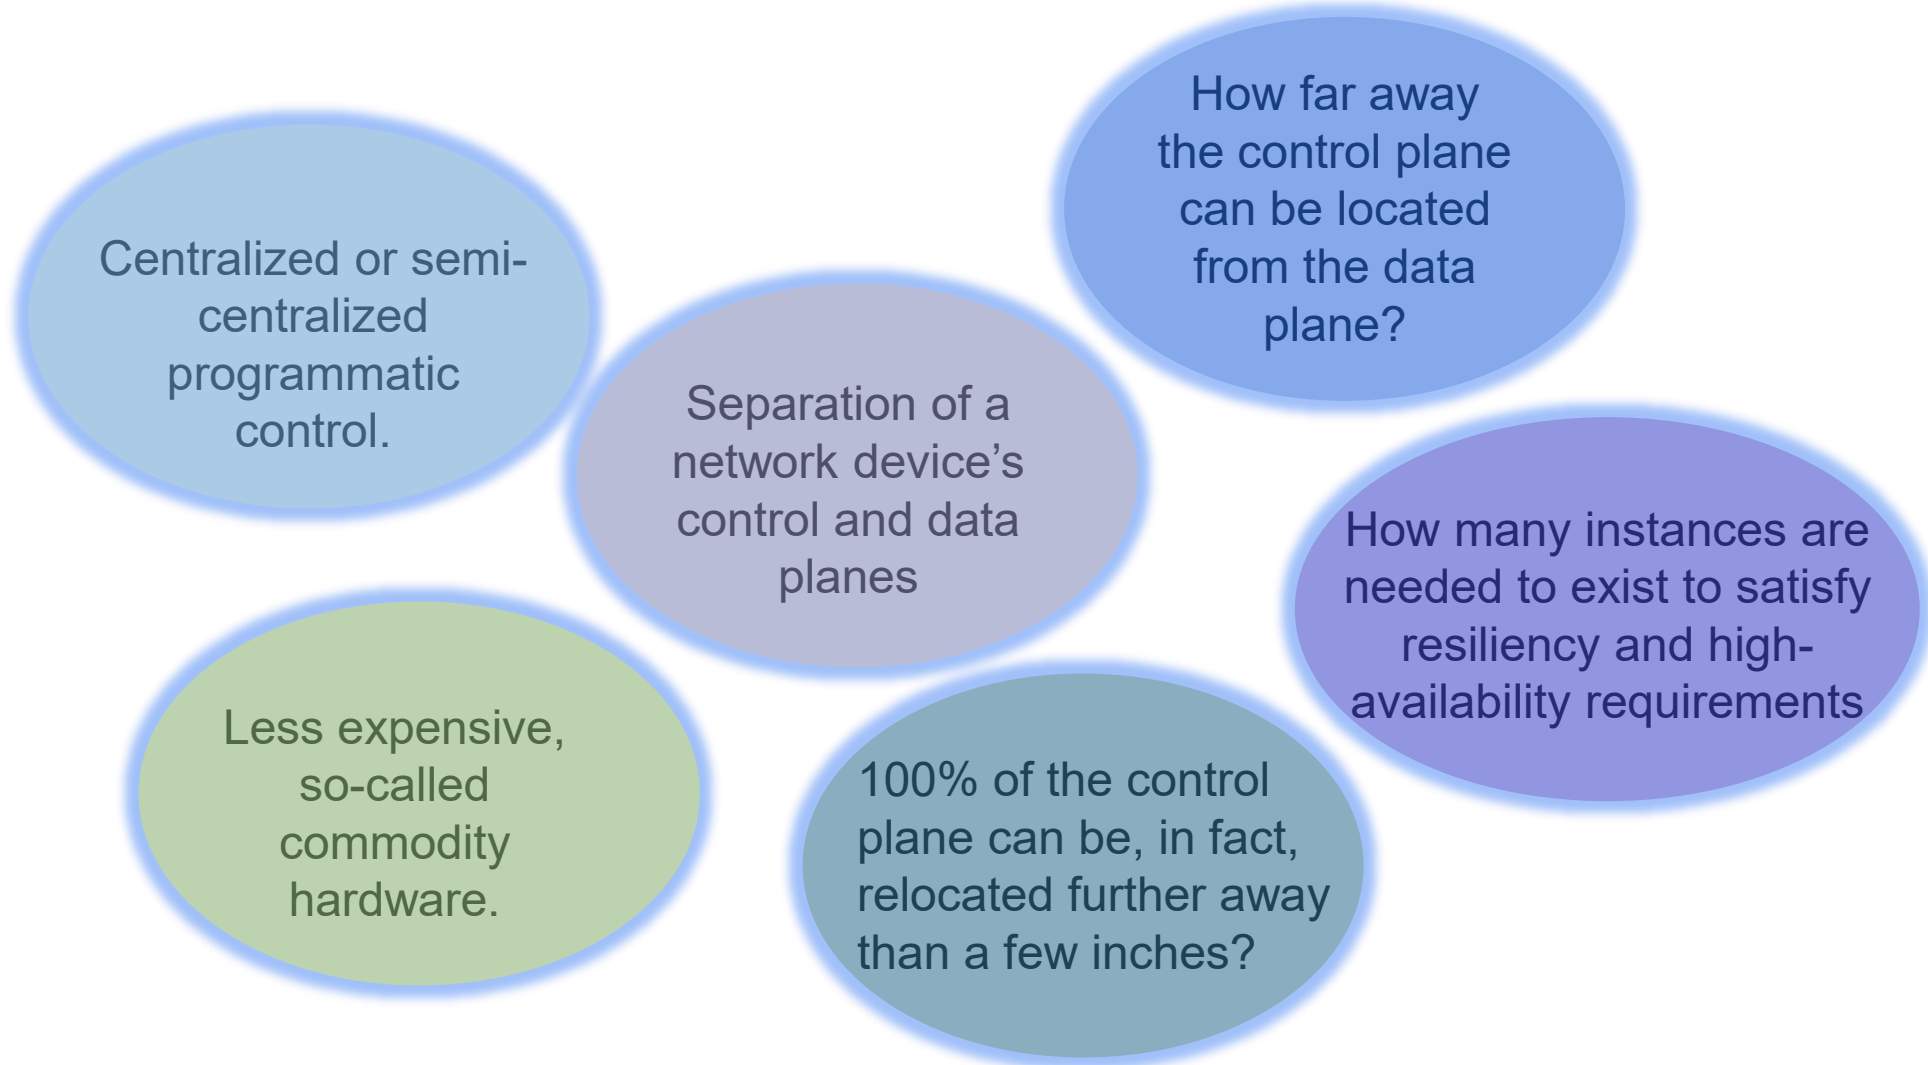 Centralized or semi-
centralized
programmatic
control.
Separation of a
network device’s
control and data
planes
How far away
the control plane
can be located
from the data
plane?
How many instances are
needed to exist to satisfy
resiliency and high-
availability requirements
Less expensive,
so-called
commodity
hardware.
100% of the control
plane can be, in fact,
relocated further away
than a few inches?